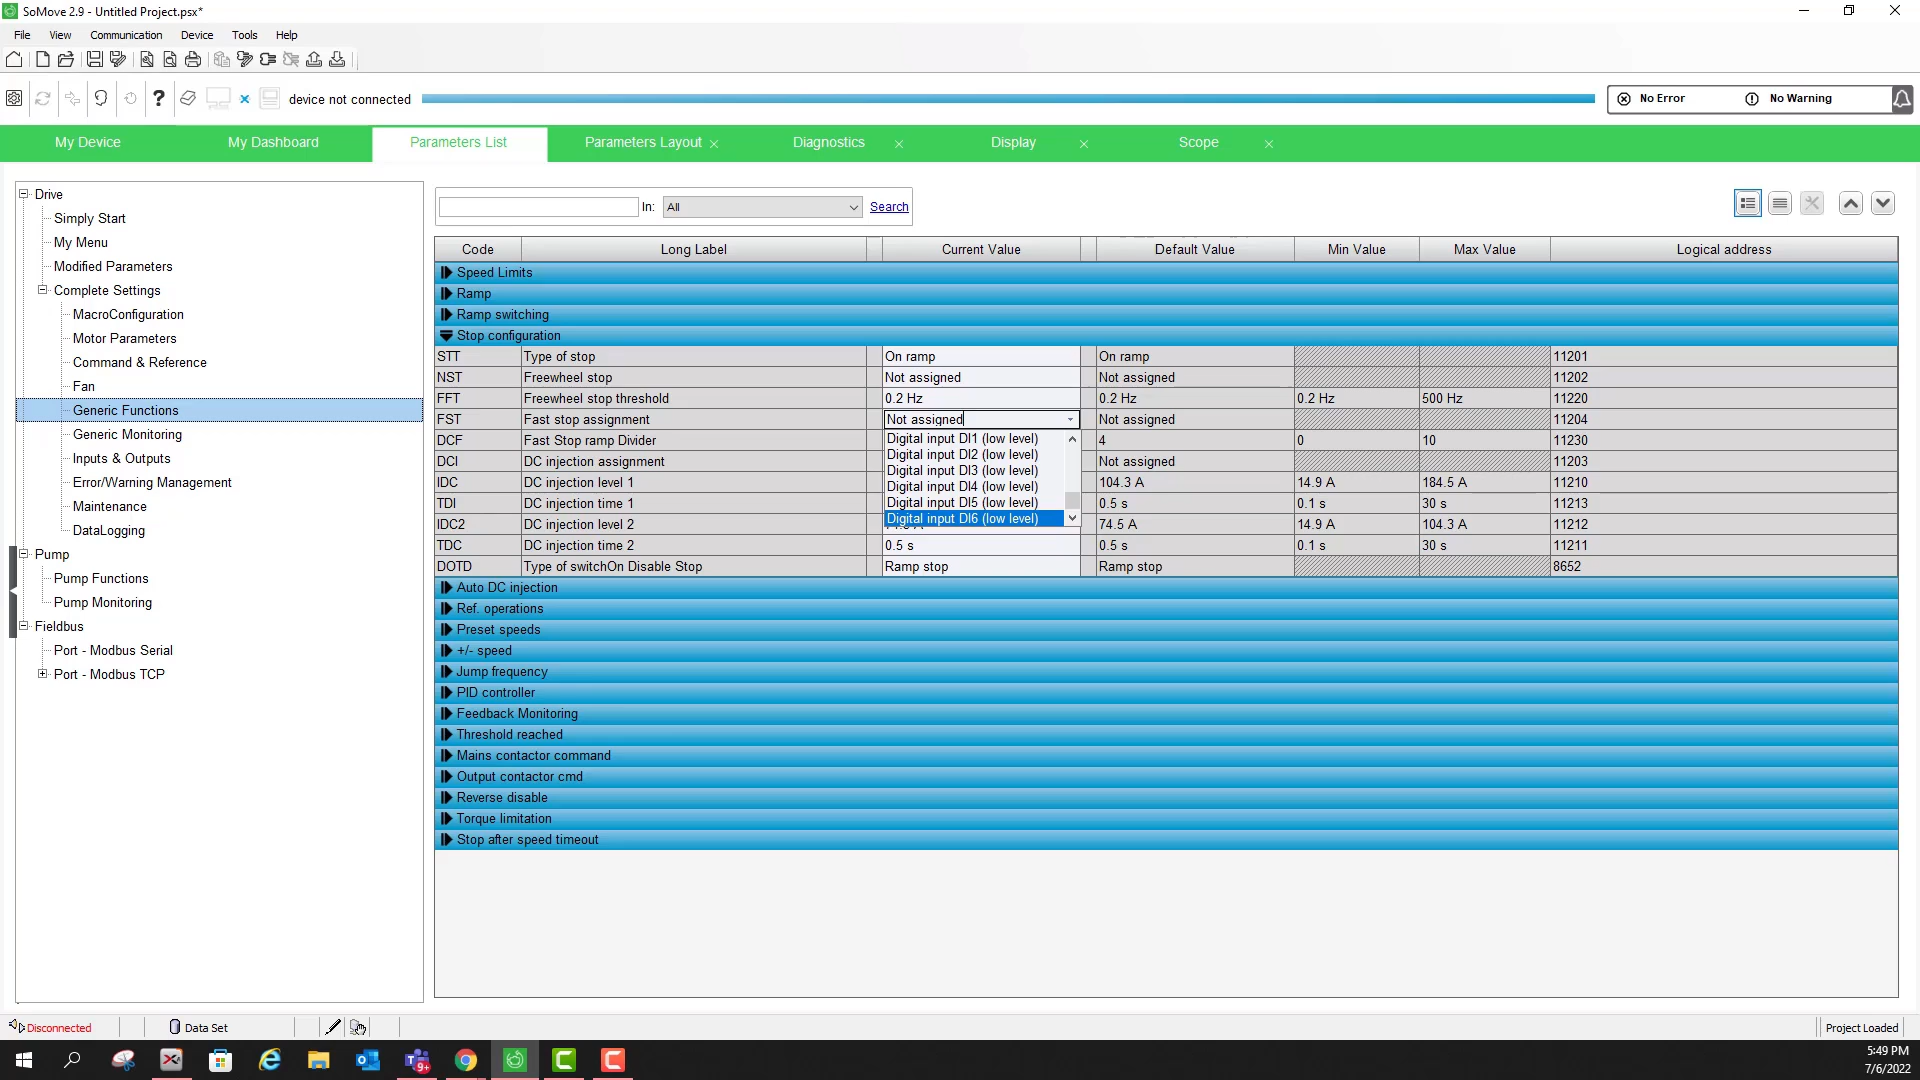 SoMove 2.9 - Untitled Project.psx*
File View Communication Device Tools Help
device not connected
No Error No Warning
My Device My Dashboard Parameters List Parameters Layout Diagnostics Display Scope
Drive
Simply Start
My Menu
Modified Parameters
Complete Settings
MacroConfiguration
Motor Parameters
Command & Reference
Fan
Generic Functions
Generic Monitoring
Inputs & Outputs
Error/Warning Management
Maintenance
DataLogging
Pump
Pump Functions
Pump Monitoring
Fieldbus
Port - Modbus Serial
Port - Modbus TCP
In: All Search
Code Long Label Current Value Default Value Min Value Max Value Logical address
Speed Limits
Ramp
Ramp switching
Stop configuration
STT Type of stop On ramp On ramp 11201
NST Freewheel stop Not assigned Not assigned 11202
FFT Freewheel stop threshold 0.2 Hz 0.2 Hz 0.2 Hz 500 Hz 11220
FST Fast stop assignment Not assigned Not assigned 11204
DCF Fast Stop ramp Divider 4 0 10 11230
DCI DC injection assignment Not assigned 11203
IDC DC injection level 1 104.3 A 14.9 A 184.5 A 11210
TDI DC injection time 1 0.5 s 0.1 s 30 s 11213
IDC2 DC injection level 2 74.5 A 14.9 A 104.3 A 11212
TDC DC injection time 2 0.5 s 0.5 s 0.1 s 30 s 11211
DOTD Type of switchOn Disable Stop Ramp stop Ramp stop 8652
Digital input DI1 (low level)
Digital input DI2 (low level)
Digital input DI3 (low level)
Digital input DI4 (low level)
Digital input DI5 (low level)
Digital input DI6 (low level)
Auto DC injection
Ref. operations
Preset speeds
+/- speed
Jump frequency
PID controller
Feedback Monitoring
Threshold reached
Mains contactor command
Output contactor cmd
Reverse disable
Torque limitation
Stop after speed timeout
Disconnected Data Set Project Loaded
9+
5:49 PM
7/6/2022